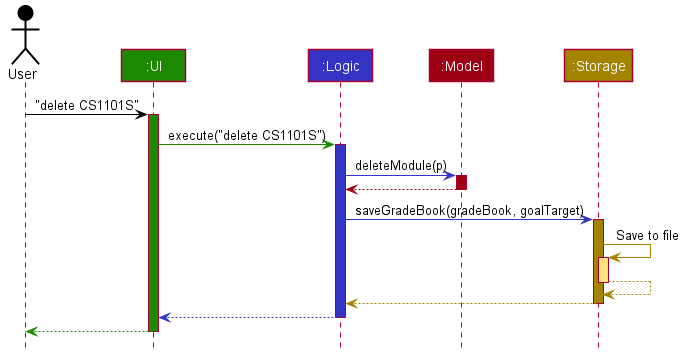 User
:UI
:Logic
:Model
:Storage
"delete CS1101S"
execute("delete CS1101S")
deleteModule(p)
saveGradeBook(gradeBook, goalTarget)
Save to file